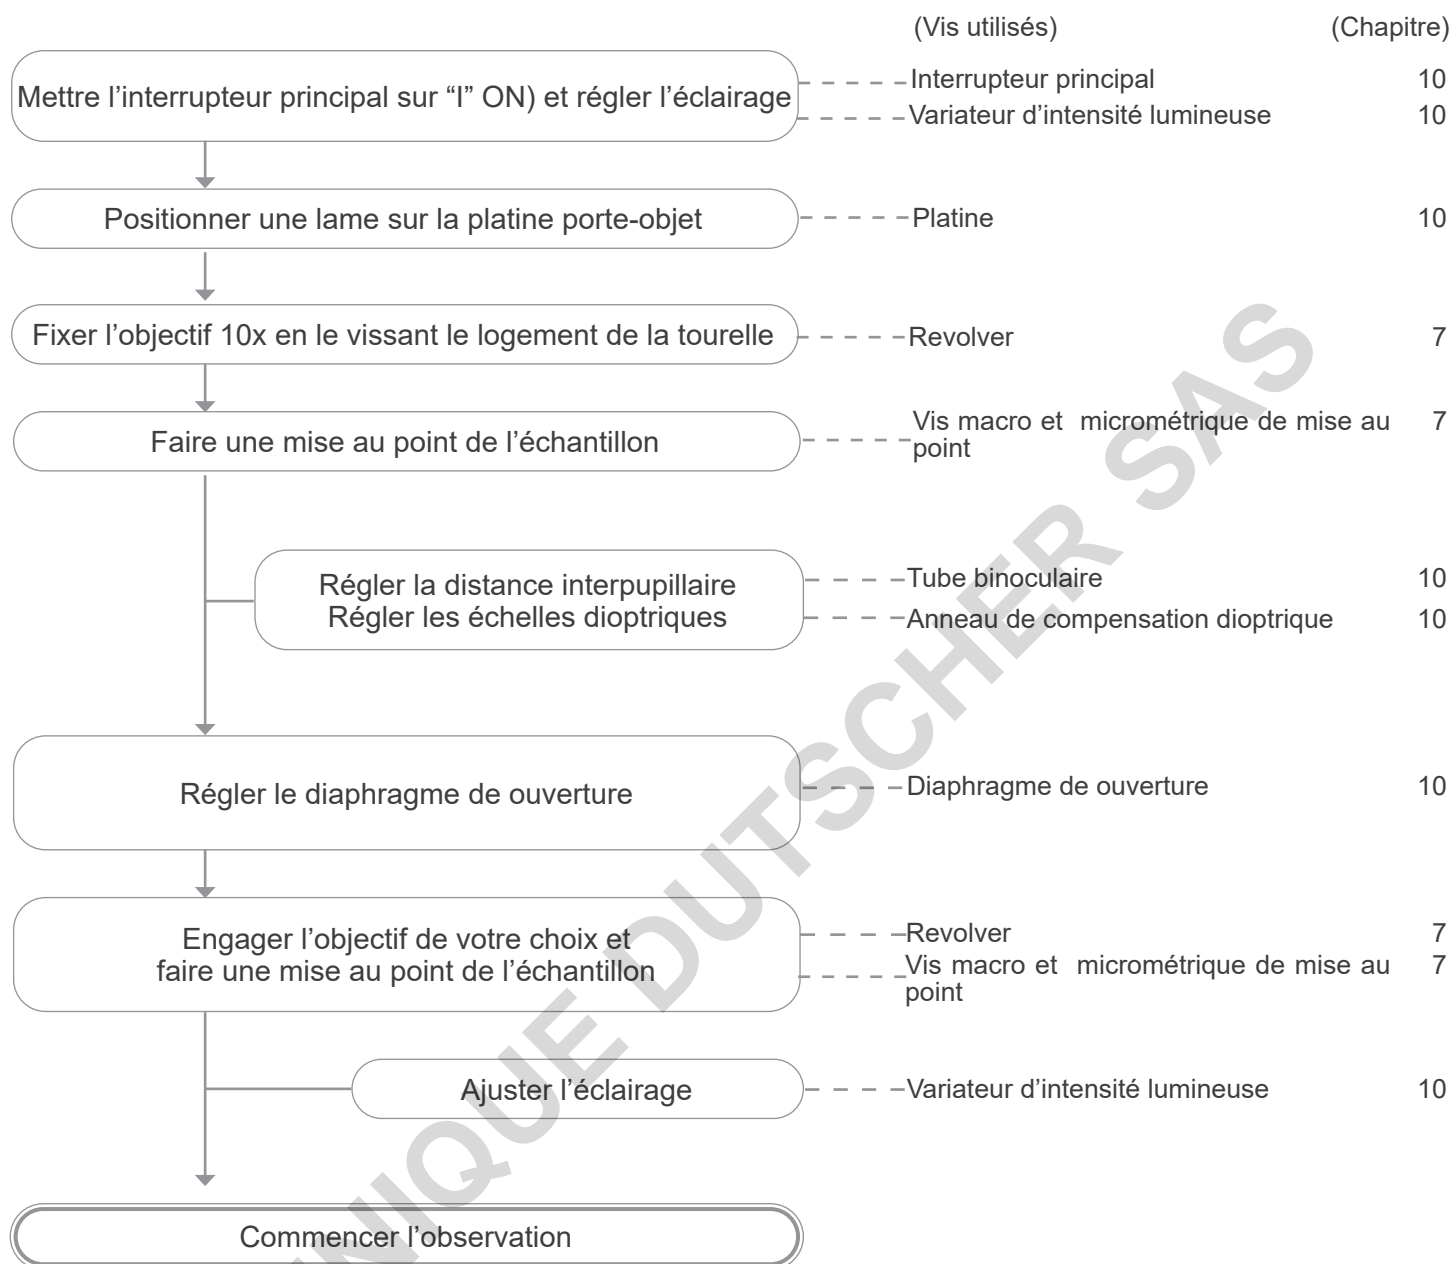 (Vis utilisés) (Chapitre)
Mettre l’interrupteur principal sur “I” ON) et régler l’éclairage
Interrupteur principal 10
Variateur d’intensité lumineuse 10
Positionner une lame sur la platine porte-objet
Platine 10
Fixer l’objectif 10x en le vissant le logement de la tourelle
Revolver 7
Faire une mise au point de l’échantillon
Vis macro et micrométrique de mise au 7
point
Régler la distance interpupillaire
Régler les échelles dioptriques
Tube binoculaire 10
Anneau de compensation dioptrique 10
Régler le diaphragme de ouverture
Diaphragme de ouverture 10
Engager l’objectif de votre choix et
faire une mise au point de l’échantillon
Revolver 7
Vis macro et micrométrique de mise au 7
point
Ajuster l’éclairage
Variateur d’intensité lumineuse 10
Commencer l’observation
NIQUE DUTSCHER SAS